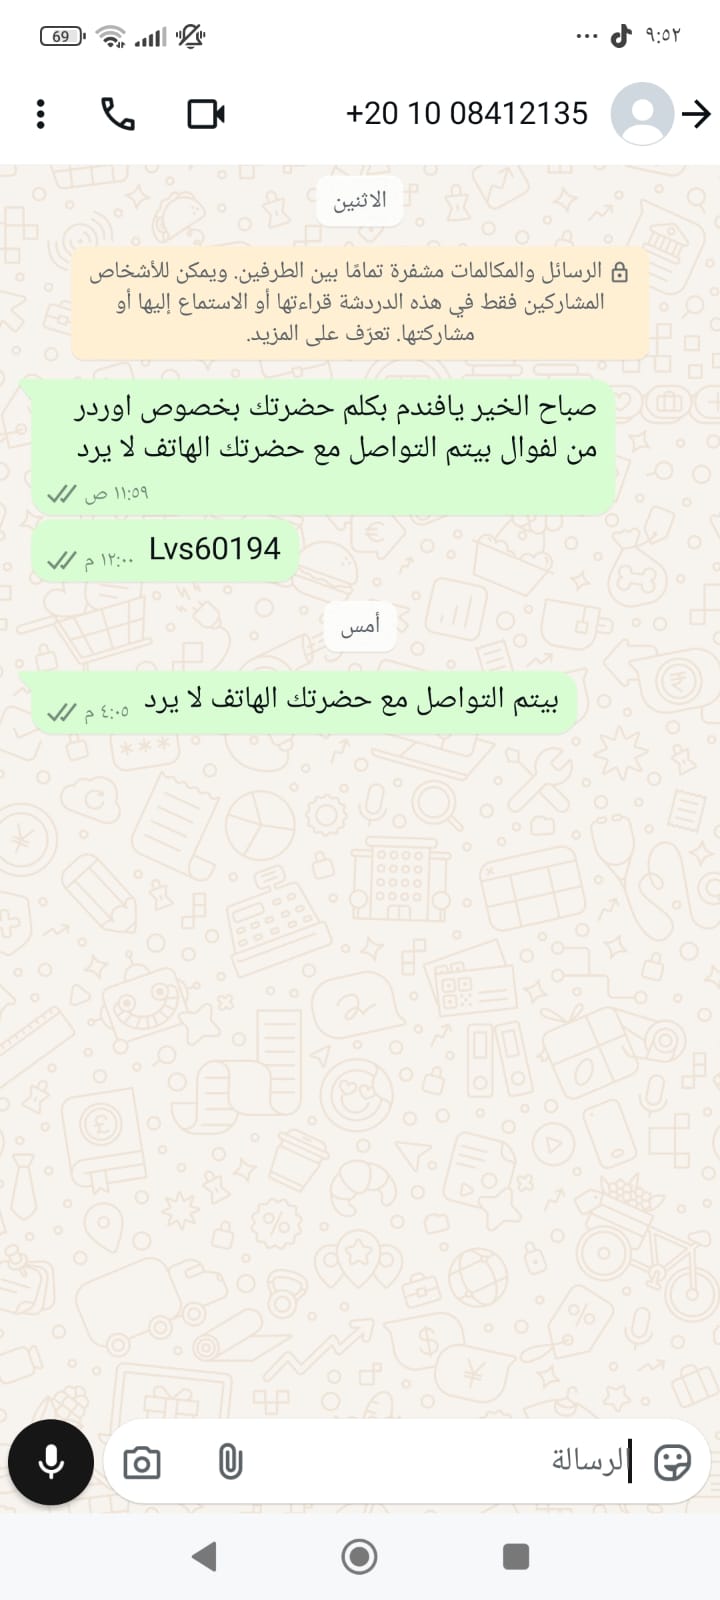 69
٩:٥٢
+20 10 08412135
الاثنين
الرسائل والمكالمات مشفرة تمامًا بين الطرفين. ويمكن للأشخاص
المشاركين فقط في هذه الدردشة قراءتها أو الاستماع إليها أو
مشاركتها. تعرّف على المزيد.
صباح الخير يافندم بكلم حضرتك بخصوص اوردر
من لفوال بيتم التواصل مع حضرتك الهاتف لا يرد
١١:٥٩ ص
Lvs60194
١٢:٠٠ م
أمس
بيتم التواصل مع حضرتك الهاتف لا يرد
٤:٠٥ م
الرسالة